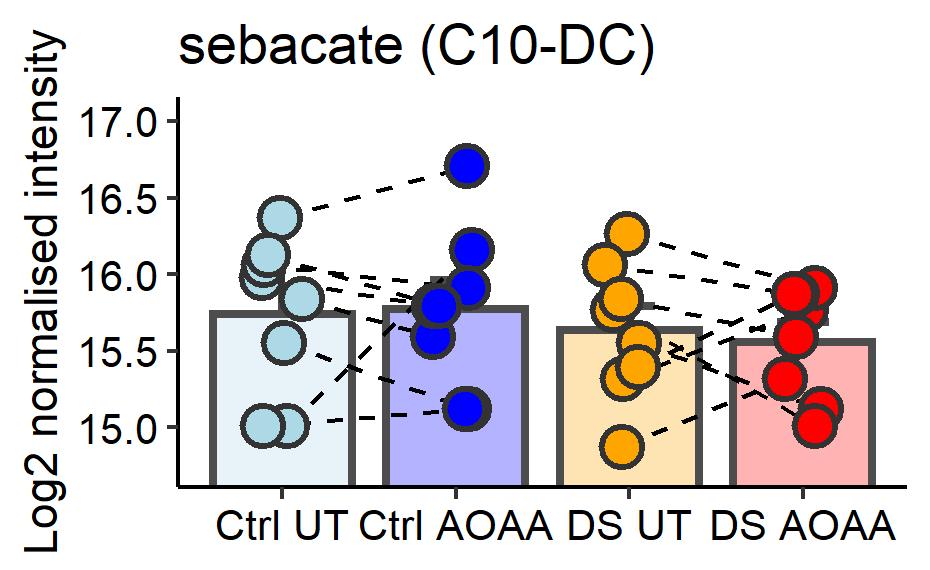 sebacate (C10-DC)
Log2 normalised intensity
17.0
16.5
16.0
15.5
15.0
Ctrl UT Ctrl AOAA DS UT DS AOAA